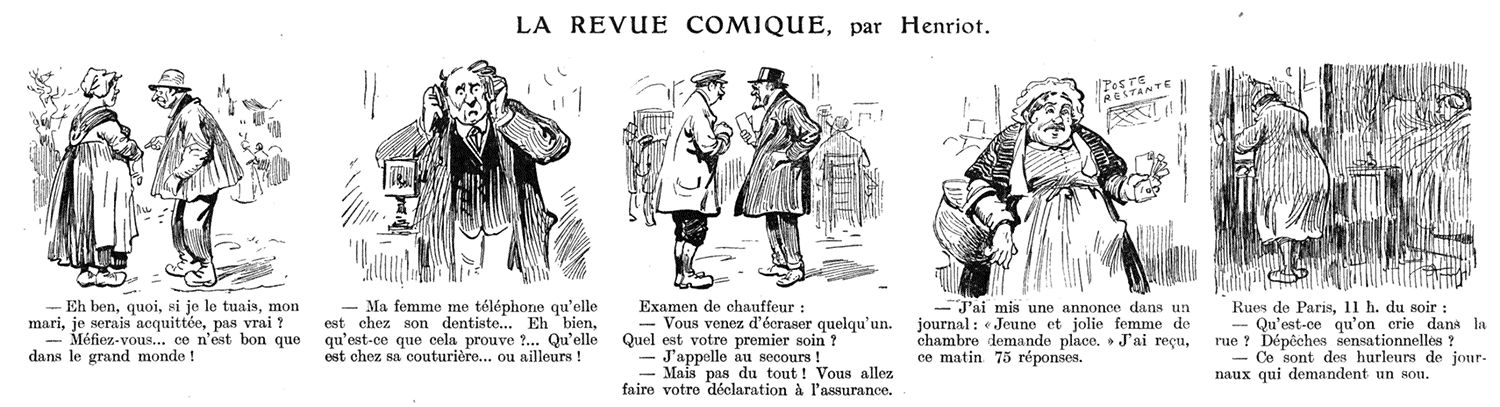 LA REVUE COMIQUE, par Henriot.
— Eh ben, quoi, si je le tuais, mon
mari, je serais acquittée, pas vrai ?
— Méfiez-vous... ce n'est bon que
dans le grand monde !
— Ma femme me téléphone qu'elle
est chez son dentiste... Eh bien,
qu'est-ce que cela prouve ?... Qu'elle
est chez sa couturière... ou ailleurs !
Examen de chauffeur :
— Vous venez d'écraser quelqu'un.
Quel est votre premier soin ?
— J'appelle au secours !
— Mais pas du tout ! Vous allez
faire votre déclaration à l'assurance.
POSTE
RESTANTE
— J'ai mis une annonce dans un
journal : « Jeune et jolie femme de
chambre demande place. » J'ai reçu,
ce matin 75 réponses.
Rues de Paris, 11 h. du soir :
— Qu'est-ce qu'on crie dans la
rue ? Dépêches sensationnelles ?
— Ce sont des hurleurs de jour-
naux qui demandent un sou.